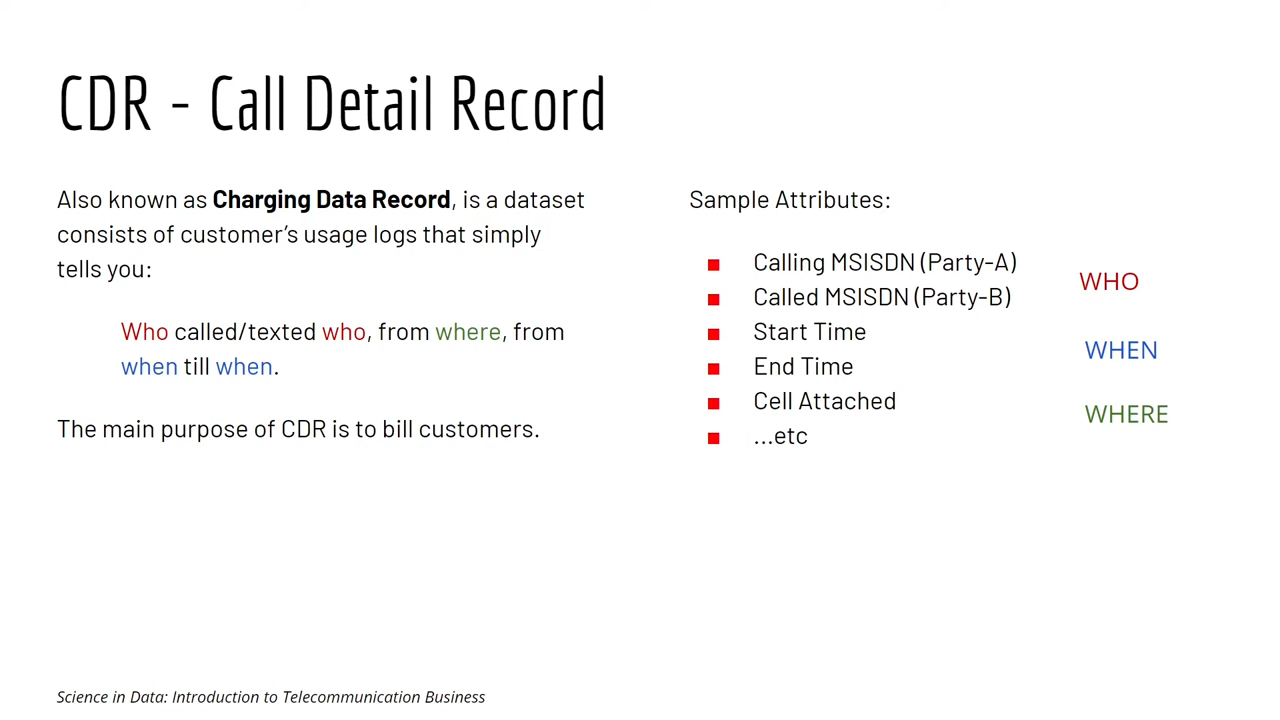 CDR - Call Detail Record
Also known as Charging Data Record, is a dataset
consists of customer's usage logs that simply
tells you:
Who called/texted who, from where, from
when till when.
The main purpose of CDR is to bill customers.
Sample Attributes:
Calling MSISDN (Party-A)
Called MSISDN (Party-B)
WHO
Start Time
End Time
WHEN
Cell Attached
WHERE
...etc
Science in Data: Introduction to Telecommunication Business